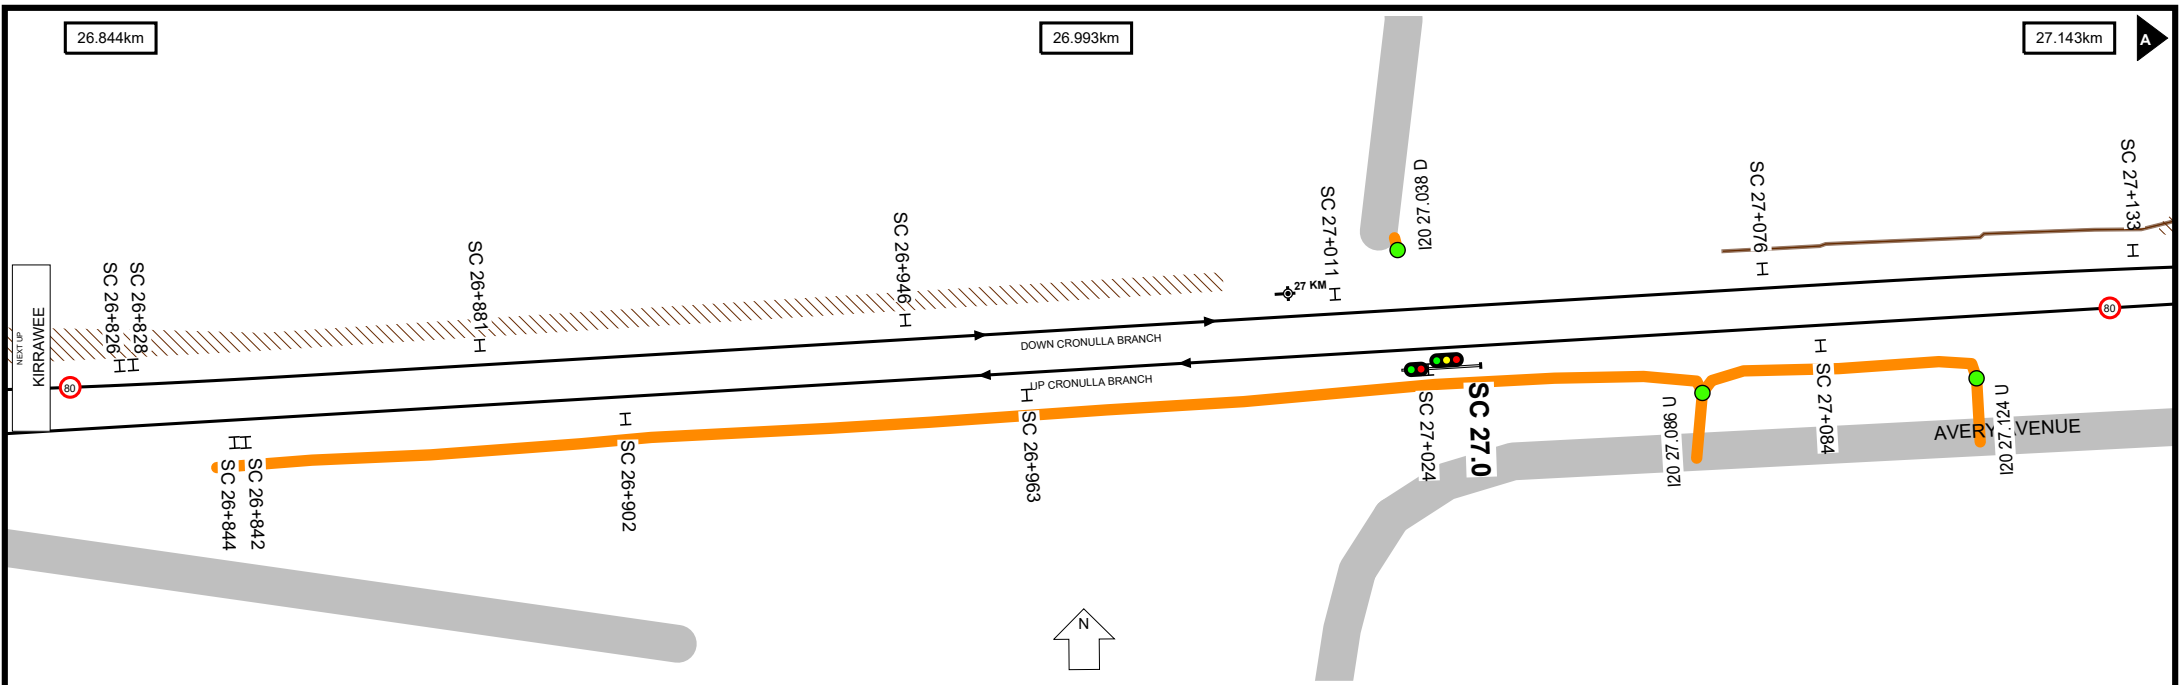 26.844km
26.993km
27.143km
A
SC 27+133
SC 27+076
I20 27.038 D
SC 27+011
27 KM
SC 26+946
SC 26+881
SC 26+828
SC 26+826
NEXT UP
KIRRAWEE
80
80
DOWN CRONULLA BRANCH
UP CRONULLA BRANCH
SC 26+844
SC 26+842
SC 26+902
SC 26+963
SC 27+024
SC 27.0
I20 27.086 U
SC 27+084
AVERY AVENUE
I20 27.124 U
N